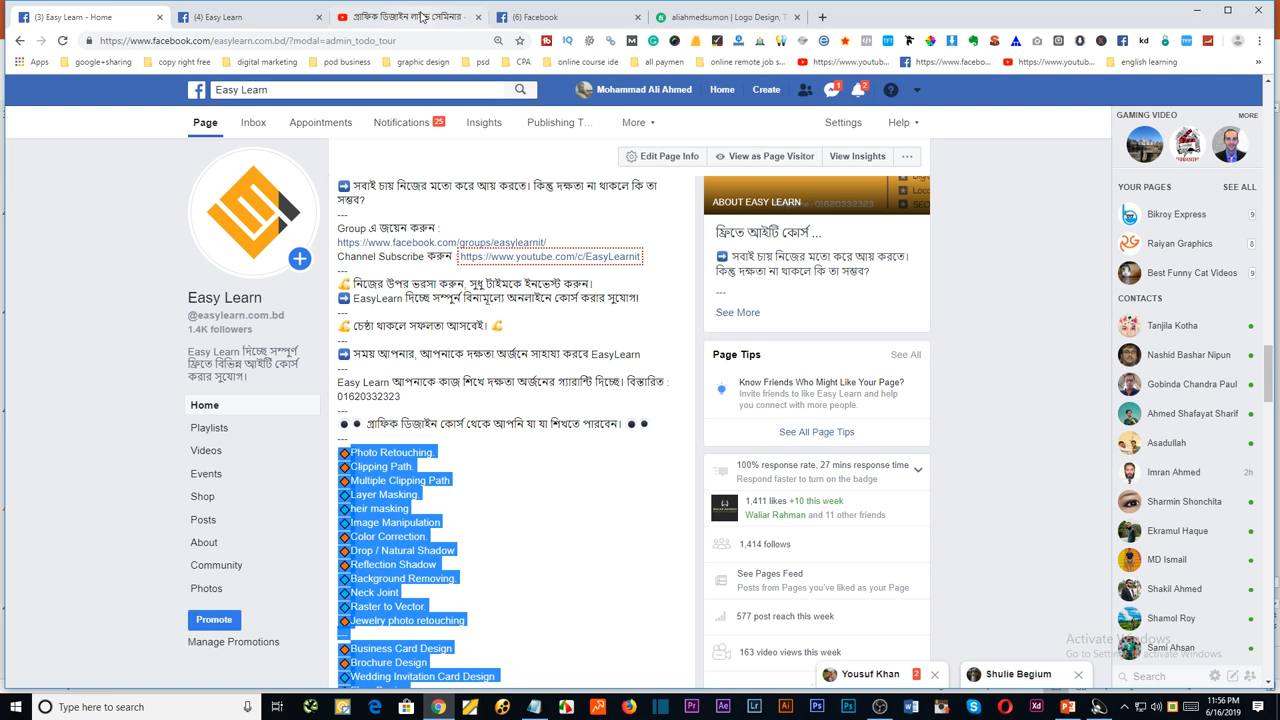 (3) Easy Learn - Home
(4) Easy Learn
গ্রাফিক ডিজাইন লাইভ সেমিনার -
(6) Facebook
aliahmedsumon | Logo Design, T
https://www.facebook.com/easylearn.com.bd/?modal=admin_todo_tour
Apps
google+sharing
copy right free
digital marketing
pod business
graphic design
psd
CPA
online course ide
all paymen
online remote job s...
https://www.youtub...
https://www.facebo...
https://www.youtub...
english learning
Easy Learn
Mohammad Ali Ahmed
Home
Create
1
2
Page
Inbox
Appointments
Notifications 25
Insights
Publishing T...
More
Settings
Help
Edit Page Info
View as Page Visitor
View Insights
Easy Learn
@easylearn.com.bd
1.4K followers
Easy Learn দিচ্ছে সম্পূর্ণ
ফ্রিতে বিভিন্ন আইটি কোর্স
করার সুযোগ।
Home
Playlists
Videos
Events
Shop
Posts
About
Community
Photos
Promote
Manage Promotions
➡ সবাই চায় নিজের মতো করে আয় করতে। কিন্তু দক্ষতা না থাকলে কি তা
সম্ভব?
---
Group এ জয়েন করুন :
https://www.facebook.com/groups/easylearnit/
Channel Subscribe করুন : https://www.youtube.com/c/EasyLearnit
---
💪 নিজের উপর ভরসা করুন, সুধু টাইমকে ইনভেস্ট করুন।
➡ EasyLearn দিচ্ছে সম্পুর্ন বিনামূল্যে অনলাইনে কোর্স করার সুযোগ!
---
💪 চেষ্ঠা থাকলে সফলতা আসবেই। 💪
---
➡ সময় আপনার, আপনাকে দক্ষতা অর্জনে সাহায্য করবে EasyLearn
---
Easy Learn আপনাকে কাজ শিখে দক্ষতা অর্জনের গ্যারান্টি দিচ্ছে। বিস্তারিত :
01620332323
---
গ্রাফিক ডিজাইন কোর্স থেকে আপনি যা যা শিখতে পারবেন।
---
Photo Retouching.
Clipping Path.
Multiple Clipping Path
Layer Masking.
heir masking
Image Manipulation
Color Correction.
Drop / Natural Shadow
Reflection Shadow
Background Removing.
Neck Joint
Raster to Vector.
Jewelry photo retouching
---
Business Card Design
Brochure Design
Wedding Invitation Card Design
ABOUT EASY LEARN
ফ্রিতে আইটি কোর্স ...
➡ সবাই চায় নিজের মতো করে আয় করতে।
কিন্তু দক্ষতা না থাকলে কি তা সম্ভব?
---
See More
Page Tips
See All
Know Friends Who Might Like Your Page?
Invite friends to like Easy Learn and help
you connect with more people.
See All Page Tips
100% response rate, 27 mins response time
Respond faster to turn on the badge
1,411 likes +10 this week
Waliar Rahman and 11 other friends
1,414 follows
See Pages Feed
Posts from Pages you've liked as your Page
577 post reach this week
163 video views this week
GAMING VIDEO
MORE
YOUR PAGES
SEE ALL
Bikroy Express
9
Raiyan Graphics
8
Best Funny Cat Videos
9
CONTACTS
Tanjila Kotha
Nashid Bashar Nipun
Gobinda Chandra Paul
Ahmed Shafayat Sharif
Asadullah
Imran Ahmed
2h
Sharmin Shonchita
Ekramul Haque
MD Ismail
Shakil Ahmed
Shamol Roy
Sami Ahsan
Activate Windows
Go to Settings to activate Windows.
Search
Yousuf Khan
2
Shulie Begium
Type here to search
11:56 PM
6/16/2019